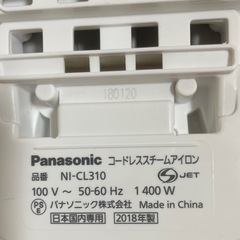 180120
Panasonic コードレススチームアイロン
品番 NI-CL310 S JET
100 V ～ 50-60 Hz 1 400 W
PS E パナソニック株式会社 Made in China
日本国内専用 2018年製